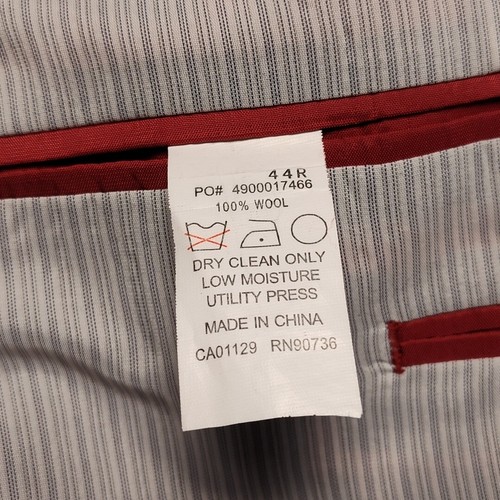 44R
PO# 4900017466
100% WOOL
DRY CLEAN ONLY
LOW MOISTURE
UTILITY PRESS
MADE IN CHINA
CA01129 RN90736